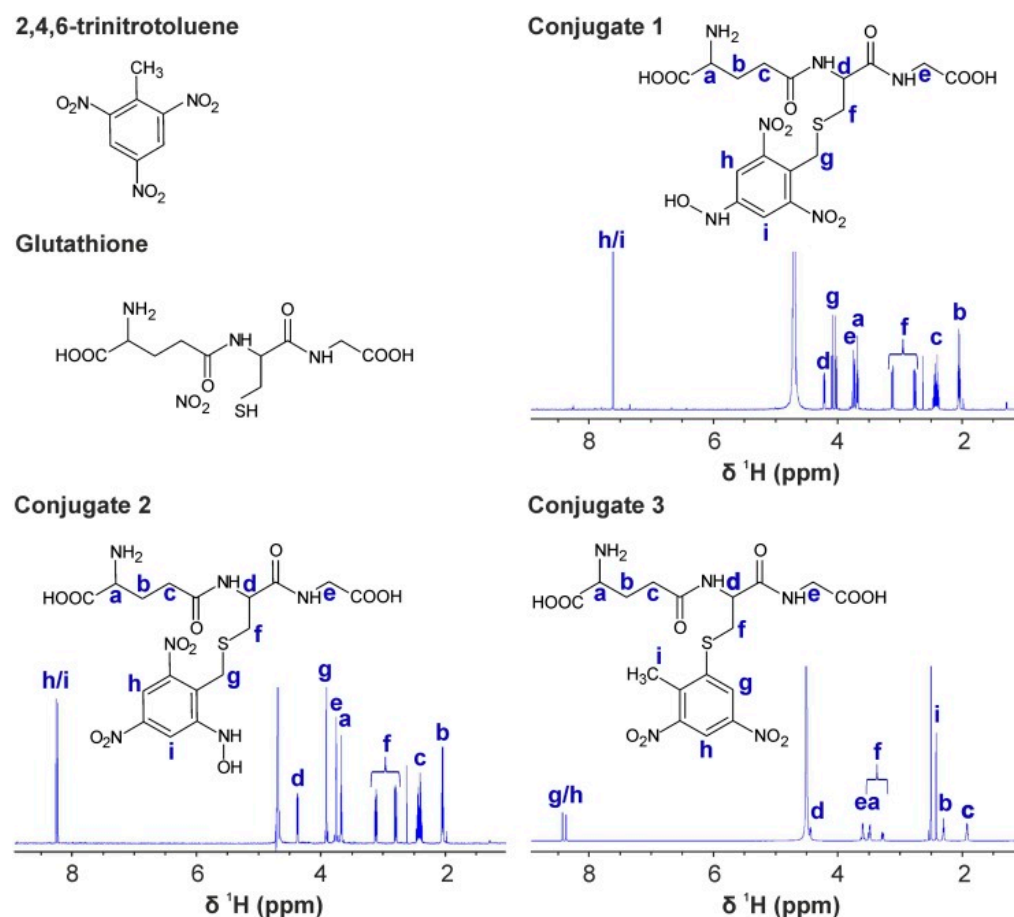 2,4,6-trinitrotoluene
CH₃
O₂N
NO₂
NO₂
Glutathione
NH₂
O
HOOC
NH
NH
COOH
O
NO₂
SH
Conjugate 1
NH₂
O
b
NH
d
HOOC
a
c
NH
e
COOH
O
f
NO₂
S
h
g
HO
NH
NO₂
i
h/i
g
a
e
d
f
c
b
8
6
4
2
δ ¹H (ppm)
Conjugate 2
NH₂
O
b
NH
d
HOOC
a
c
NH
e
COOH
O
f
NO₂
S
h
g
O₂N
NH
i
OH
h/i
g
e
a
d
f
c
b
8
6
4
2
δ ¹H (ppm)
Conjugate 3
NH₂
O
b
NH
d
HOOC
a
c
NH
e
COOH
O
f
i
S
H₃C
g
O₂N
NO₂
h
g/h
d
ea
f
i
b
c
8
6
4
2
δ ¹H (ppm)